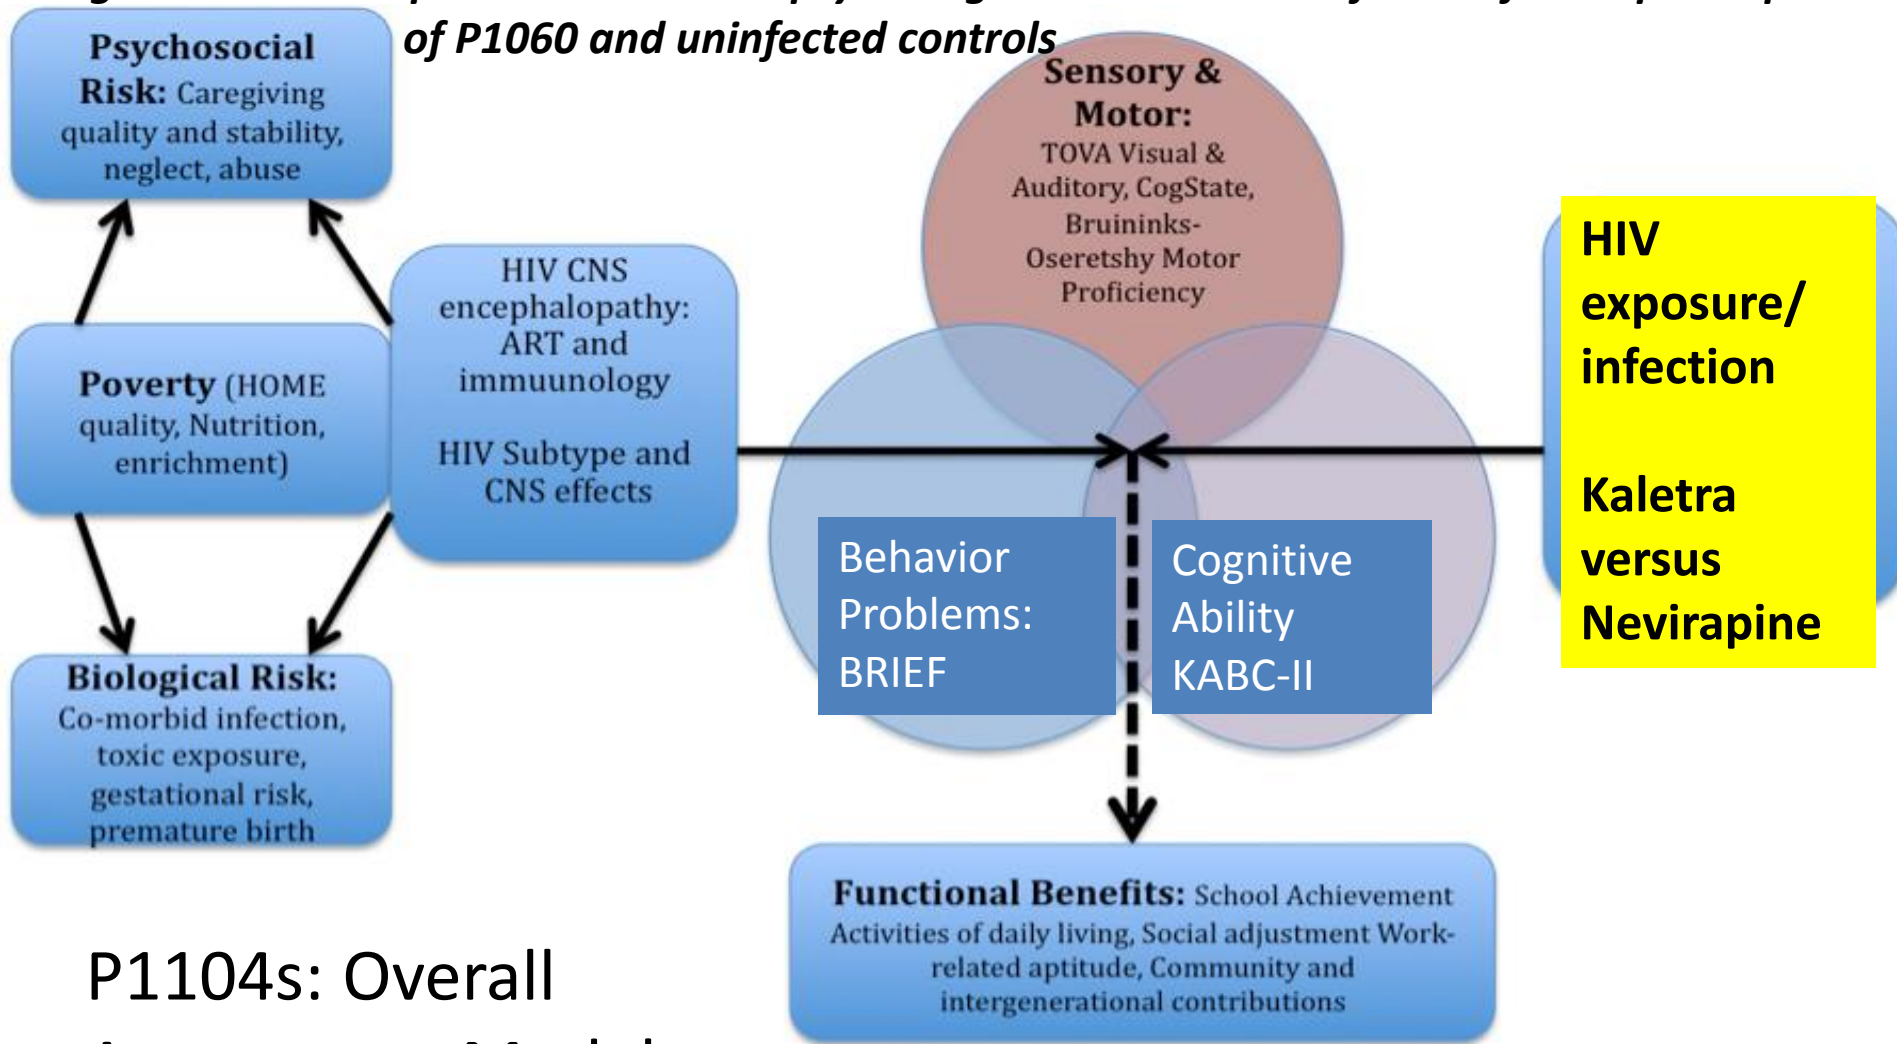 of P1060 and uninfected controls
Psychosocial
Risk: Caregiving
quality and stability,
neglect, abuse
Poverty (HOME
quality, Nutrition,
enrichment)
Biological Risk:
Co-morbid infection,
toxic exposure,
gestational risk,
premature birth
HIV CNS
encephalopathy:
ART and
immuunology
HIV Subtype and
CNS effects
Sensory &
Motor:
TOVA Visual &
Auditory, CogState,
Bruininks-
Oseretshy Motor
Proficiency
Behavior
Problems:
BRIEF
Cognitive
Ability
KABC-II
HIV
exposure/
infection
Kaletra
versus
Nevirapine
Functional Benefits: School Achievement
Activities of daily living, Social adjustment Work-
related aptitude, Community and
intergenerational contributions
P1104s: Overall